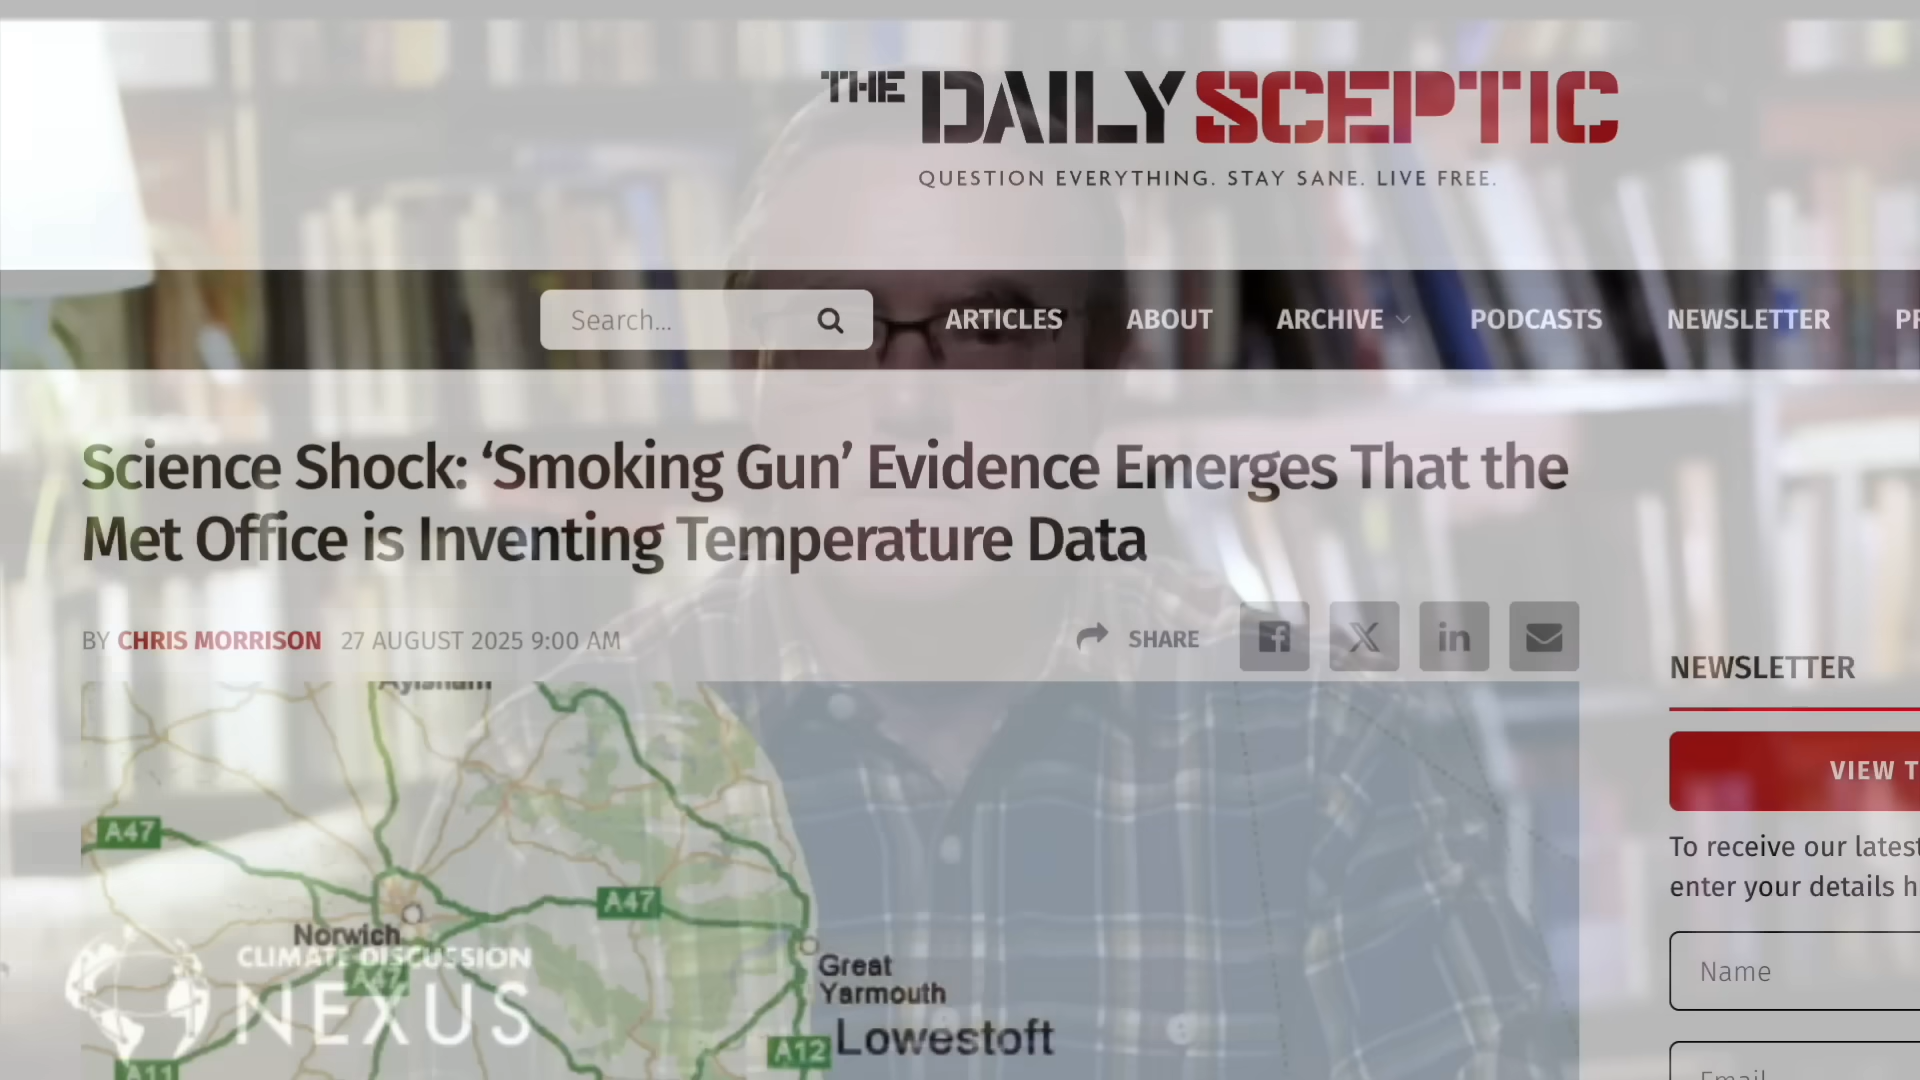 THE DAILY SCEPTIC
QUESTION EVERYTHING. STAY SANE. LIVE FREE.
Search...
ARTICLES
ABOUT
ARCHIVE
PODCASTS
NEWSLETTER
Science Shock: ‘Smoking Gun’ Evidence Emerges That the
Met Office is Inventing Temperature Data
BY CHRIS MORRISON 27 AUGUST 2025 9:00 AM
SHARE
NEWSLETTER
VIEW T
To receive our latest
enter your details h
Name
Email
Aylsham
A47
A47
Norwich
A47
Great
Yarmouth
Lowestoft
A12
A11
CLIMATE DISCUSSION
NEXUS